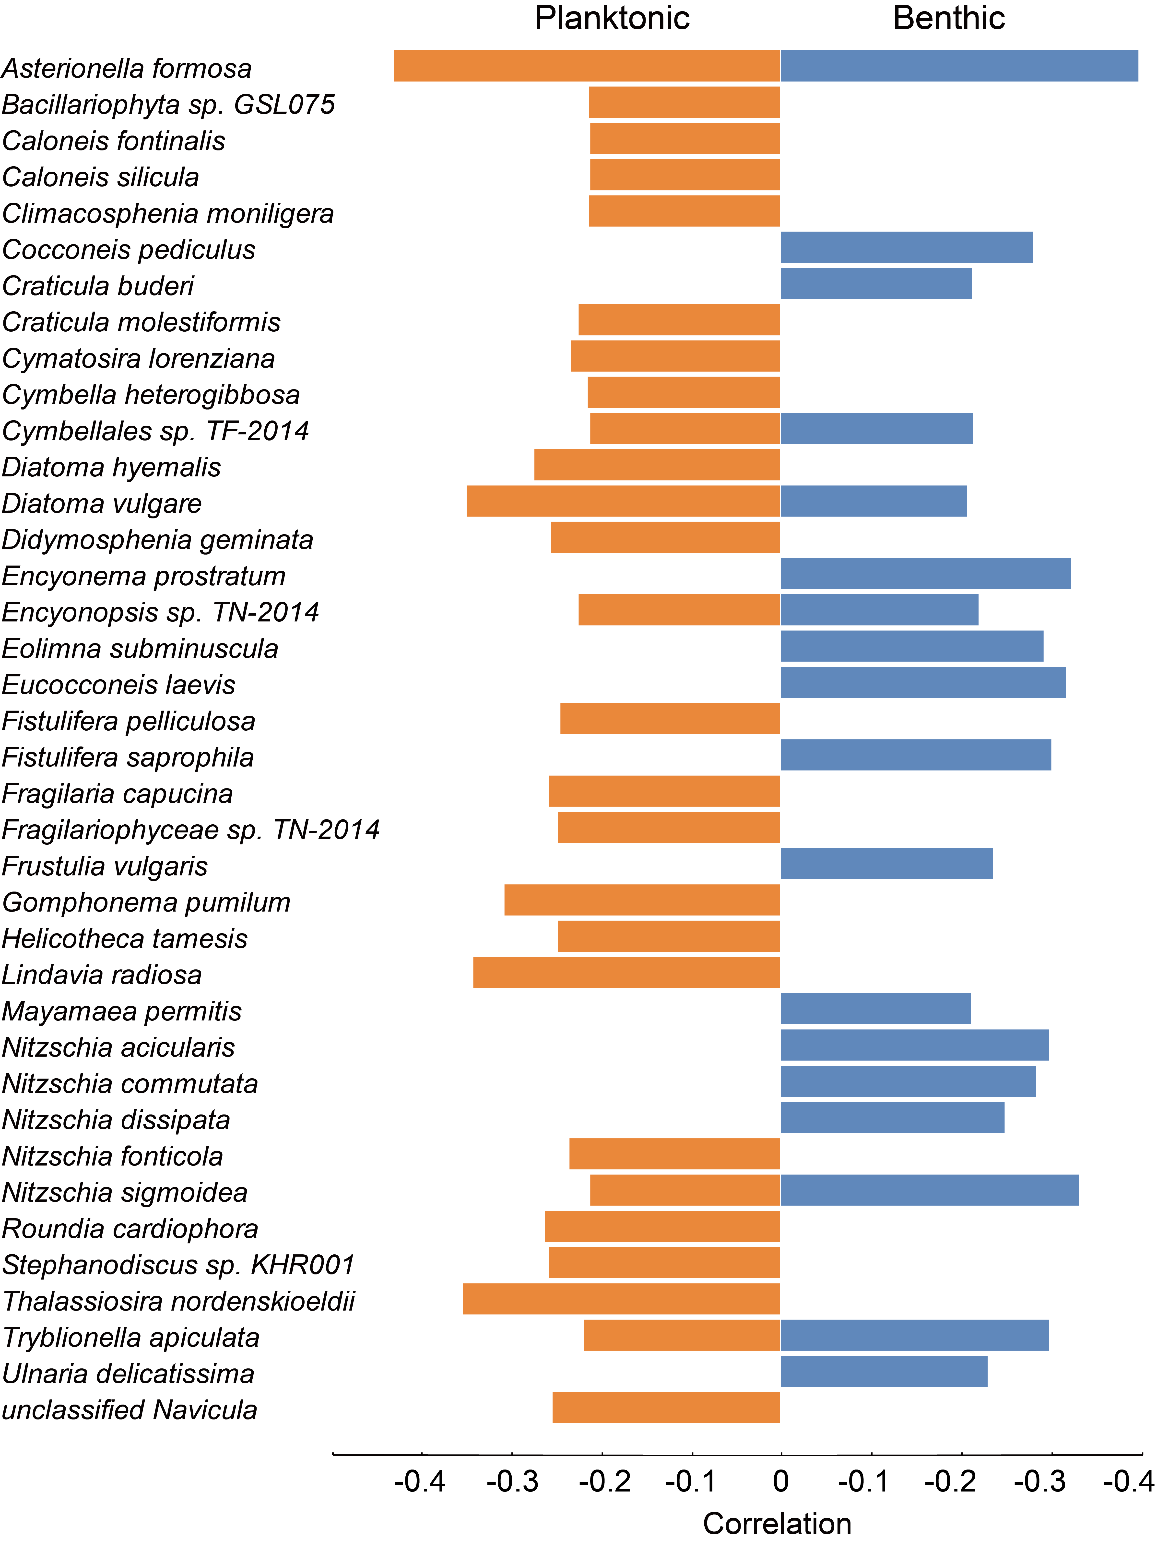 Planktonic Benthic
Asterionella formosa
Bacillariophyta sp. GSL075
Caloneis fontinalis
Caloneis silicula
Climacosphenia moniligera
Cocconeis pediculus
Craticula buderi
Craticula molestiformis
Cymatosira lorenziana
Cymbella heterogibbosa
Cymbellales sp. TF-2014
Diatoma hyemalis
Diatoma vulgare
Didymosphenia geminata
Encyonema prostratum
Encyonopsis sp. TN-2014
Eolimna subminuscula
Eucocconeis laevis
Fistulifera pelliculosa
Fistulifera saprophila
Fragilaria capucina
Fragilariophyceae sp. TN-2014
Frustulia vulgaris
Gomphonema pumilum
Helicotheca tamesis
Lindavia radiosa
Mayamaea permitis
Nitzschia acicularis
Nitzschia commutata
Nitzschia dissipata
Nitzschia fonticola
Nitzschia sigmoidea
Roundia cardiophora
Stephanodiscus sp. KHR001
Thalassiosira nordenskioeldii
Tryblionella apiculata
Ulnaria delicatissima
unclassified Navicula
-0.4 -0.3 -0.2 -0.1 0 -0.1 -0.2 -0.3 -0.4
Correlation